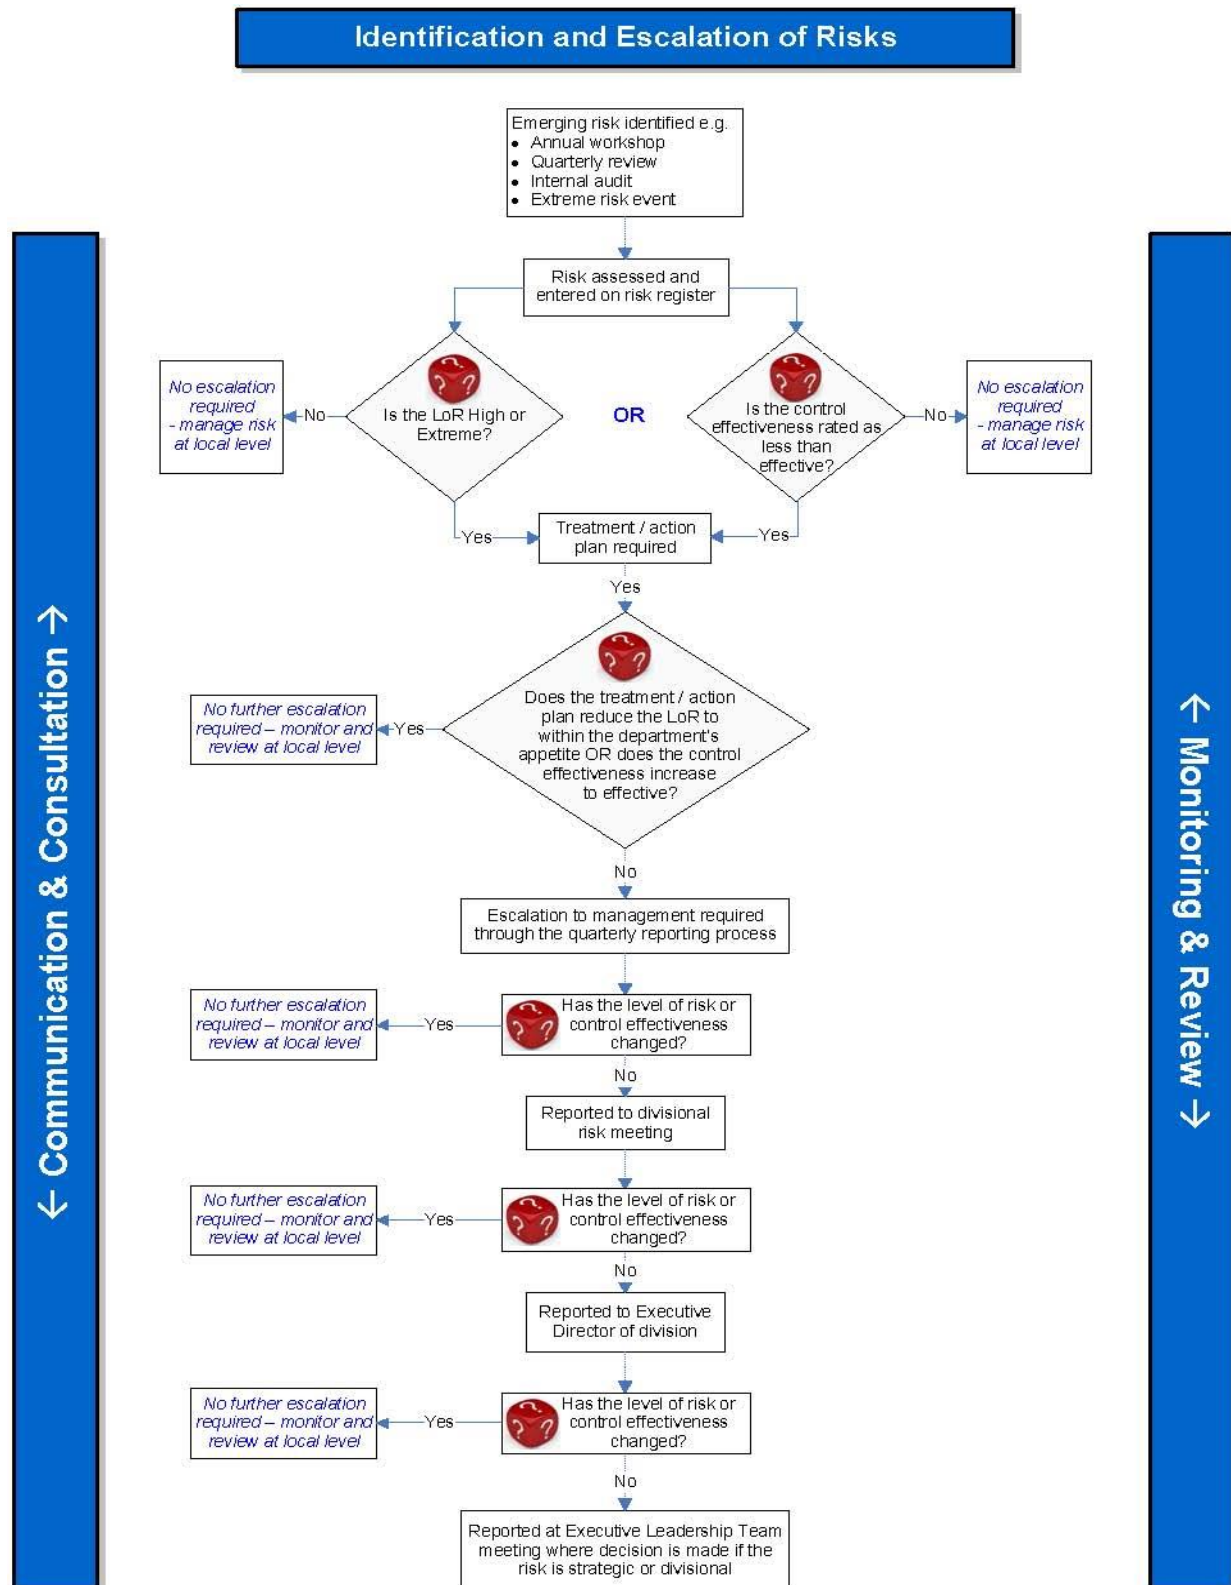 Identification and Escalation of Risks
Emerging risk identified e.g.
• Annual workshop
• Quarterly review
• Internal audit
• Extreme risk event
Risk assessed and
entered on risk register
? ? ?
Is the LoR High or
Extreme?
No
No escalation
required
- manage risk
at local level
OR
? ? ?
Is the control
effectiveness rated as
less than
effective?
No
No escalation
required
- manage risk
at local level
Yes
Treatment / action
plan required
Yes
Yes
? ? ?
Does the treatment / action
plan reduce the LoR to
within the department's
appetite OR does the control
effectiveness increase
to effective?
Yes
No further escalation
required – monitor and
review at local level
No
Escalation to management required
through the quarterly reporting process
? ? ?
Has the level of risk or
control effectiveness
changed?
Yes
No further escalation
required – monitor and
review at local level
No
Reported to divisional
risk meeting
? ? ?
Has the level of risk or
control effectiveness
changed?
Yes
No further escalation
required – monitor and
review at local level
No
Reported to Executive
Director of division
? ? ?
Has the level of risk or
control effectiveness
changed?
Yes
No further escalation
required – monitor and
review at local level
No
Reported at Executive Leadership Team
meeting where decision is made if the
risk is strategic or divisional
← Communication & Consultation →
← Monitoring & Review →